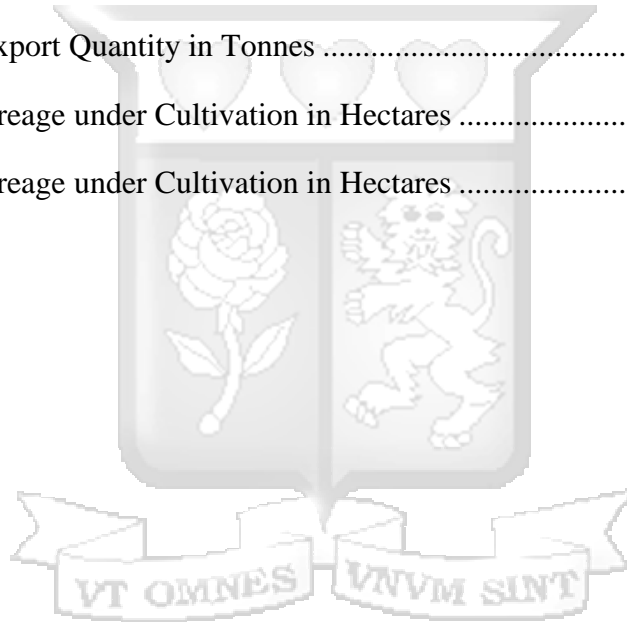 xport Quantity in Tonnes ......................................
reage under Cultivation in Hectares .....................
reage under Cultivation in Hectares .....................
VT OMNES VNVM SINT